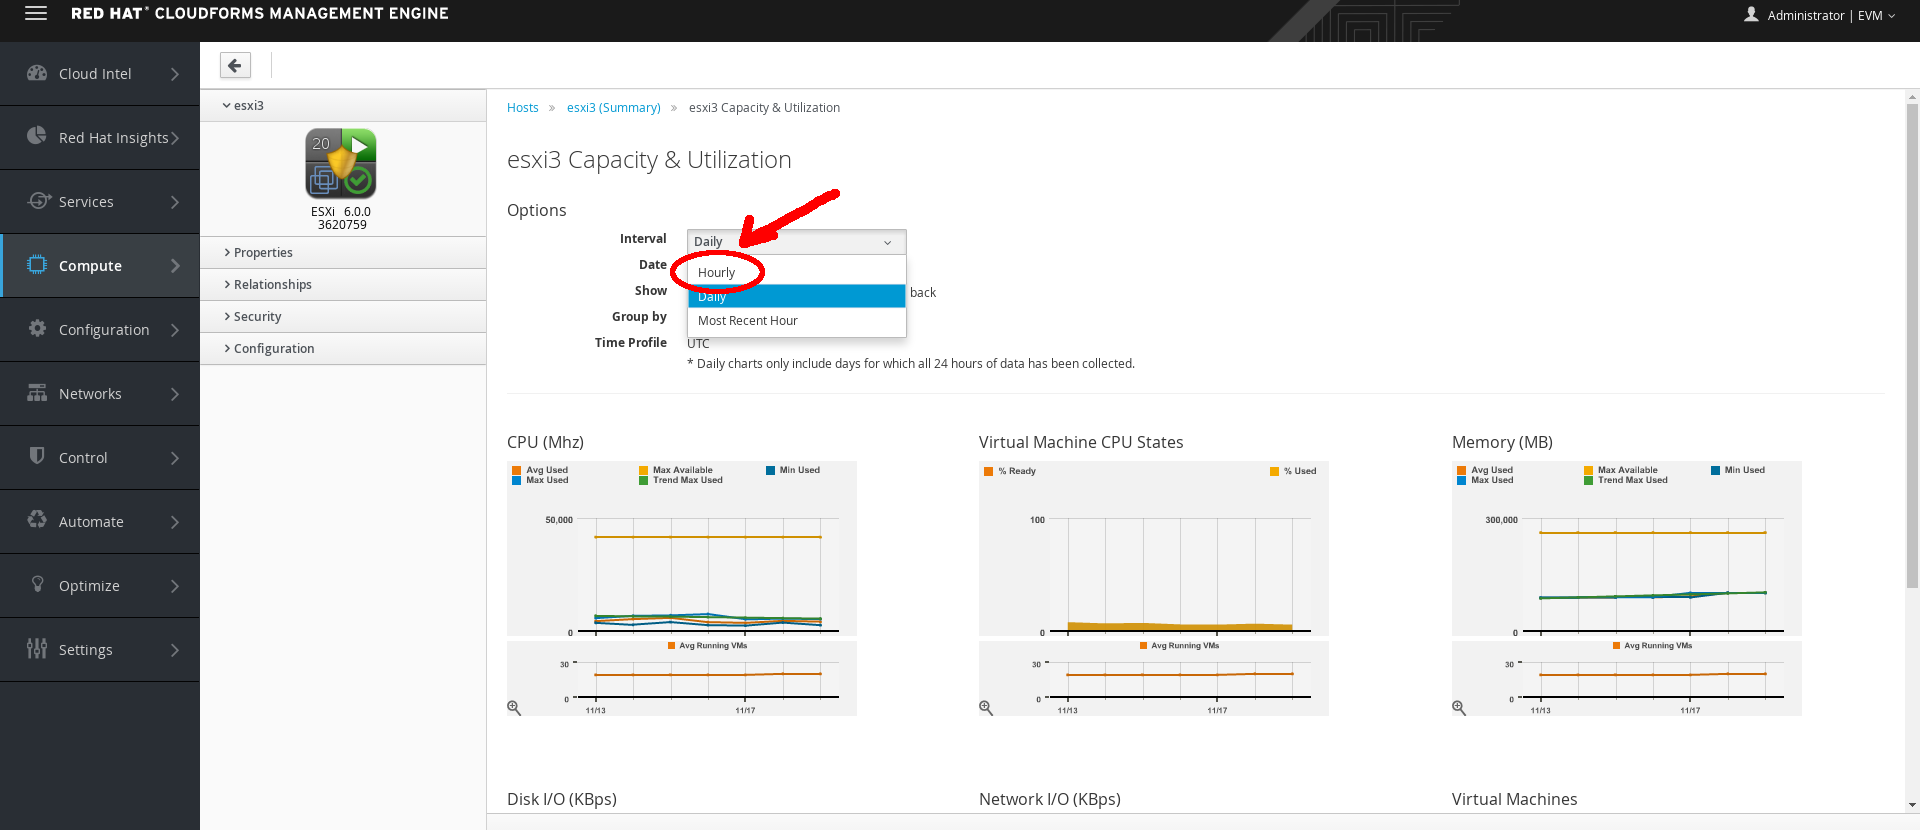 RED HAT® CLOUDFORMS MANAGEMENT ENGINE
Administrator | EVM
Cloud Intel
Red Hat Insights
Services
Compute
Configuration
Networks
Control
Automate
Optimize
Settings
esxi3
20
ESXi 6.0.0
3620759
Properties
Relationships
Security
Configuration
Hosts » esxi3 (Summary) » esxi3 Capacity & Utilization
esxi3 Capacity & Utilization
Options
Interval Daily
Date Hourly
Show Daily back
Group by Most Recent Hour
Time Profile UTC
* Daily charts only include days for which all 24 hours of data has been collected.
CPU (Mhz)
Avg Used Max Available Min Used
Max Used Trend Max Used
50,000
0
Avg Running VMs
30
0
11/13 11/17
Virtual Machine CPU States
% Ready % Used
100
0
Avg Running VMs
30
0
11/13 11/17
Memory (MB)
Avg Used Max Available Min Used
Max Used Trend Max Used
300,000
0
Avg Running VMs
30
0
11/13 11/17
Disk I/O (KBps)
Network I/O (KBps)
Virtual Machines